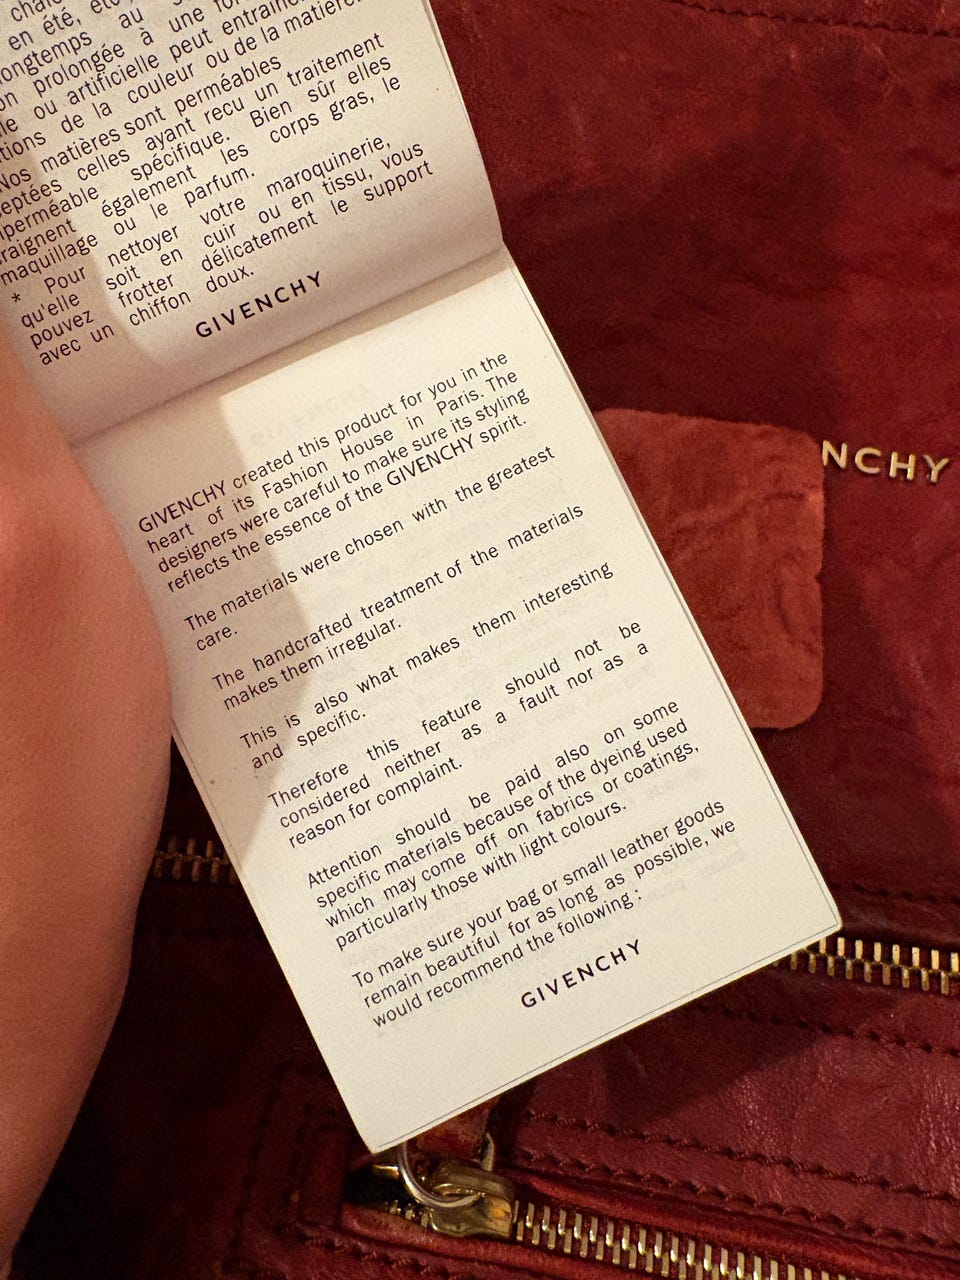 en été,
longtemps au
prolongée à une
ou artificielle peut
de la couleur ou de la matière.
Nos matières sont perméables
eptées celles ayant recu un traitement
perméable spécifique. Bien sûr elles
raignent également les corps gras, le
maquillage ou le parfum.
* Pour nettoyer votre maroquinerie,
qu'elle soit en cuir ou en tissu, vous
pouvez frotter délicatement le support
avec un chiffon doux.
GIVENCHY
GIVENCHY created this product for you in the
heart of its Fashion House in Paris. The
designers were careful to make sure its styling
reflects the essence of the GIVENCHY spirit.
The materials were chosen with the greatest
care.
The handcrafted treatment of the materials
makes them irregular.
This is also what makes them interesting
and specific.
Therefore this feature should not be
considered neither as a fault nor as a
reason for complaint.
Attention should be paid also on some
specific materials because of the dyeing used
which may come off on fabrics or coatings,
particularly those with light colours.
To make sure your bag or small leather goods
remain beautiful for as long as possible, we
would recommend the following :
GIVENCHY
NCHY